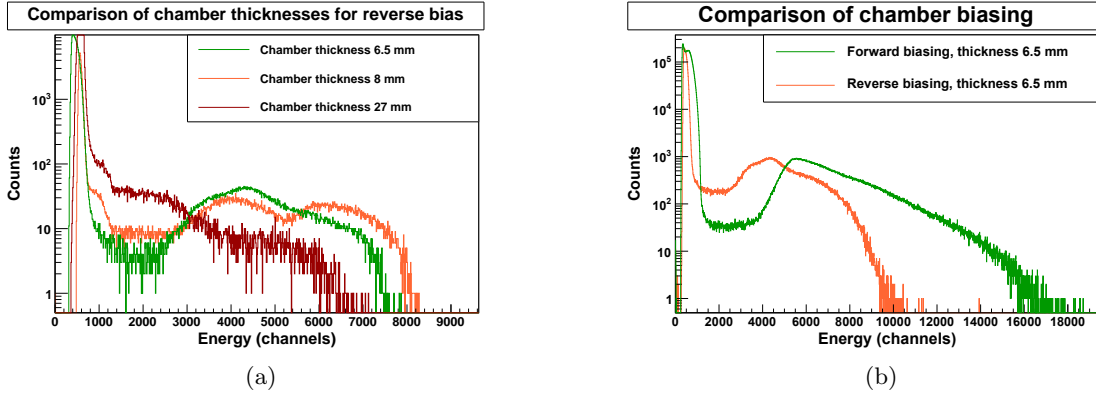 Comparison of chamber thicknesses for reverse bias
Chamber thickness 6.5 mm
Chamber thickness 8 mm
Chamber thickness 27 mm
Counts
10³
10²
10
1
0 1000 2000 3000 4000 5000 6000 7000 8000 9000
Energy (channels)
(a)
Comparison of chamber biasing
Forward biasing, thickness 6.5 mm
Reverse biasing, thickness 6.5 mm
Counts
10⁵
10⁴
10³
10²
10
1
0 2000 4000 6000 8000 10000 12000 14000 16000 18000
Energy (channels)
(b)